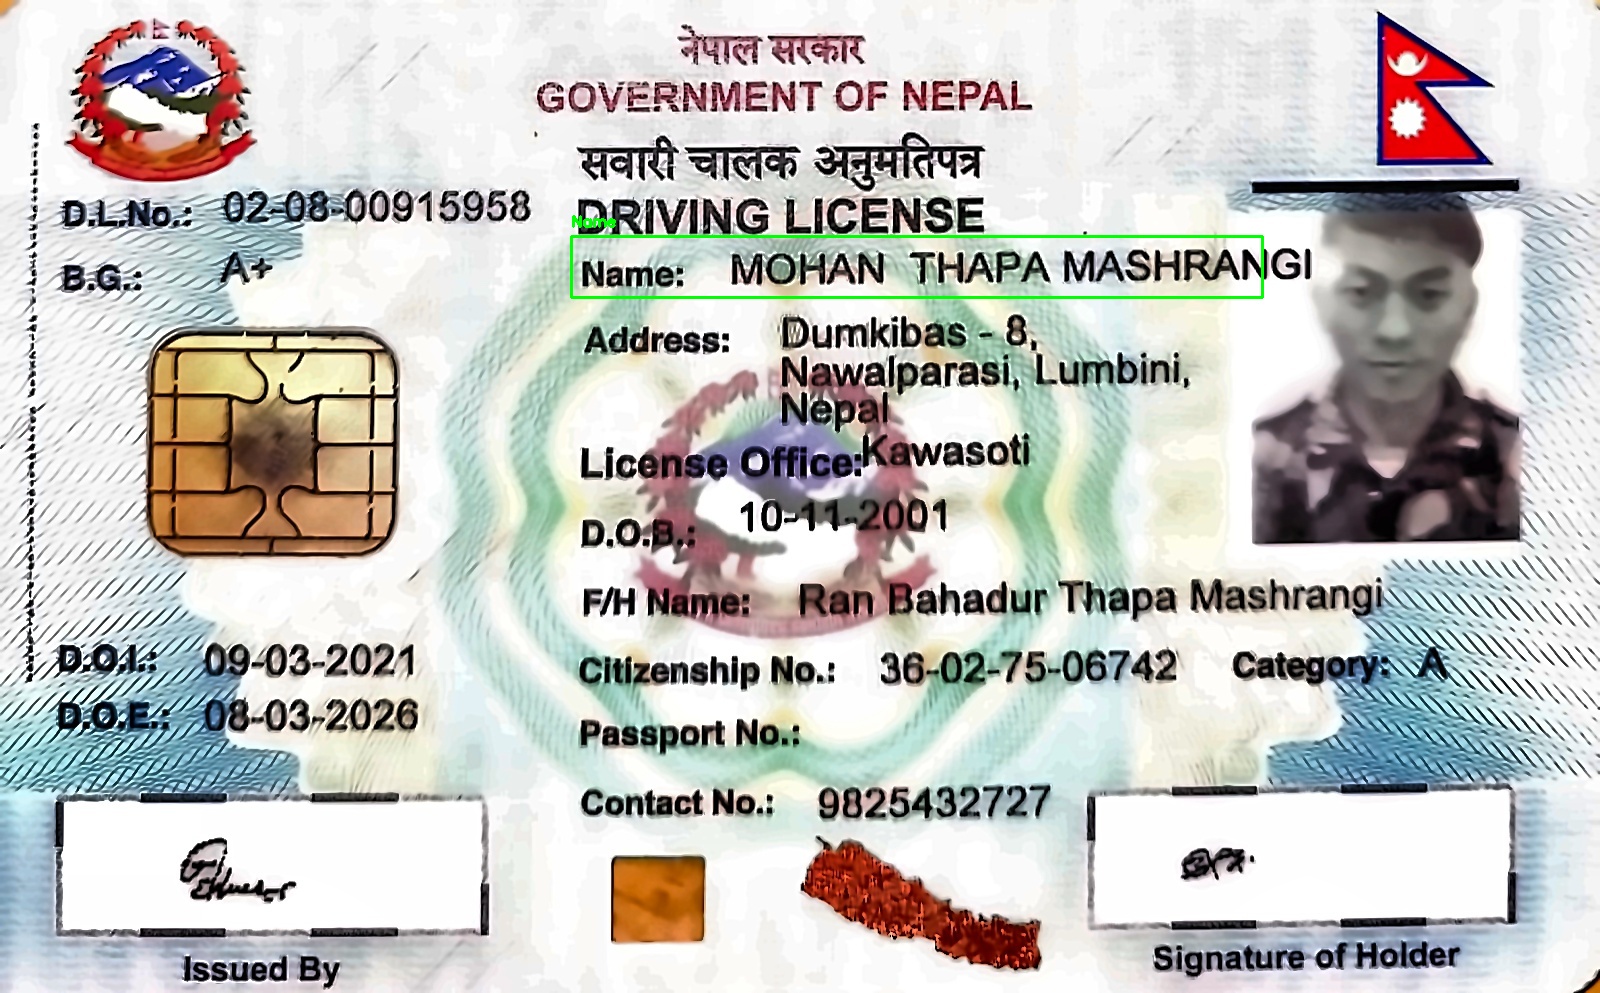 नेपाल सरकार
GOVERNMENT OF NEPAL
सवारी चालक अनुमतिपत्र
DRIVING LICENSE
D.L.No.: 02-08-00915958
Name
Name: MOHAN THAPA MASHRANGI
B.G.: A+
Address: Dumkibas - 8,
Nawalparasi, Lumbini,
Nepal
License Office: Kawasoti
D.O.B.: 10-11-2001
F/H Name: Ran Bahadur Thapa Mashrangi
D.O.I.: 09-03-2021
Citizenship No.: 36-02-75-06742 Category: A
D.O.E.: 08-03-2026
Passport No.:
Contact No.: 9825432727
Issued By
Signature of Holder